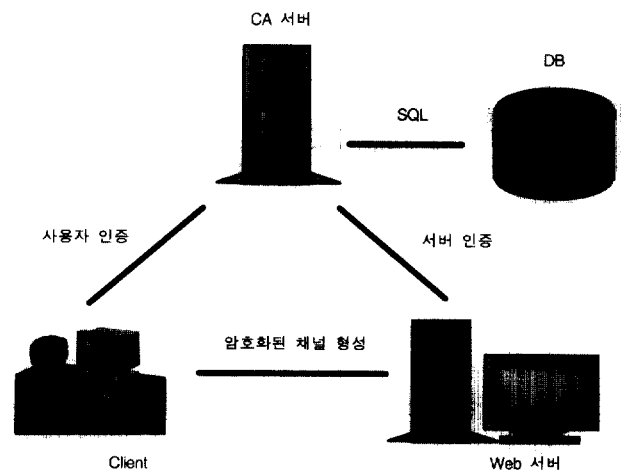 CA 서버
DB
SQL
사용자 인증
서버 인증
암호화된 채널 형성
Client
Web 서버